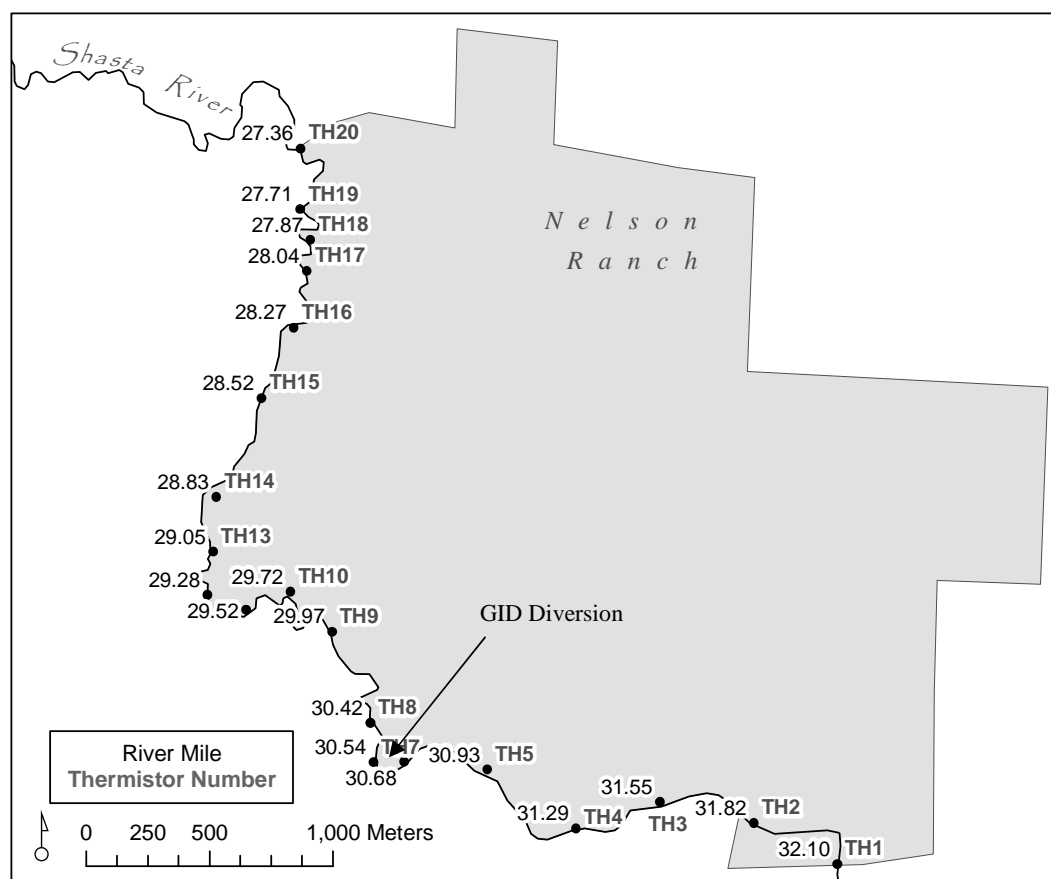 Shasta River
27.36 TH20
27.71 TH19
27.87 TH18
28.04 TH17
Nelson
Ranch
28.27 TH16
28.52 TH15
28.83 TH14
29.05 TH13
29.28
29.72 TH10
29.52
29.97 TH9
GID Diversion
30.42 TH8
30.54 TH7
30.68
30.93 TH5
31.55
TH3
31.29 TH4
31.82 TH2
32.10 TH1
River Mile
Thermistor Number
0 250 500 1,000 Meters